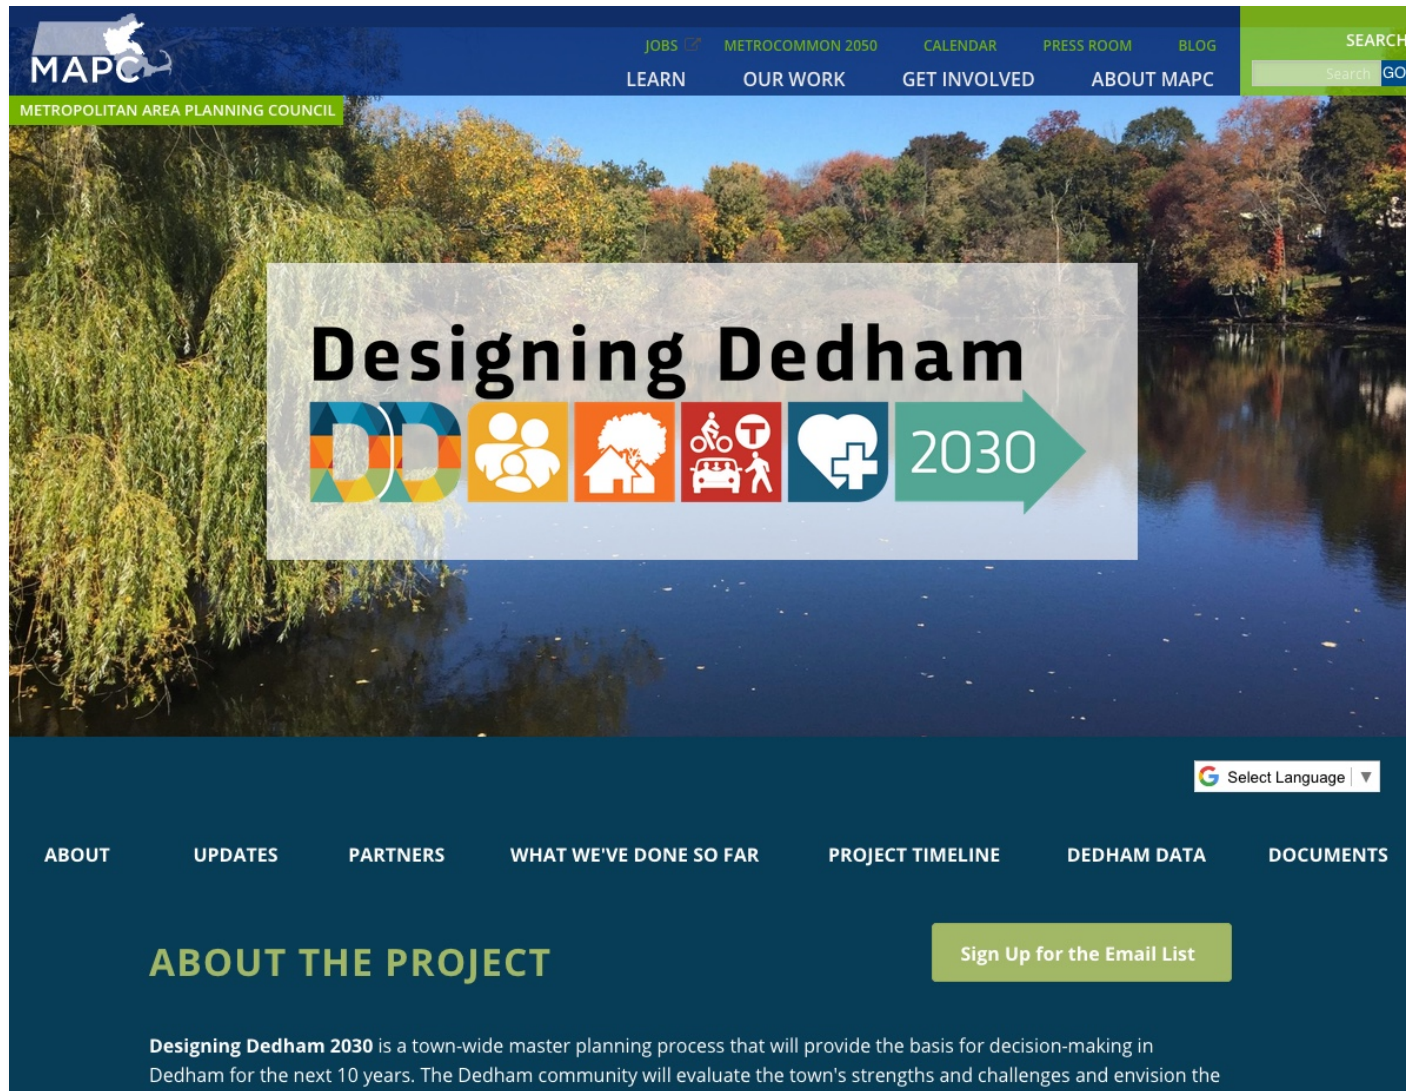 MAPC
METROPOLITAN AREA PLANNING COUNCIL
JOBS METROCOMMON 2050 CALENDAR PRESS ROOM BLOG
LEARN OUR WORK GET INVOLVED ABOUT MAPC
SEARCH
Search GO
Designing Dedham
DD T 2030
G Select Language ▼
ABOUT UPDATES PARTNERS WHAT WE'VE DONE SO FAR PROJECT TIMELINE DEDHAM DATA DOCUMENTS
ABOUT THE PROJECT
Sign Up for the Email List
Designing Dedham 2030 is a town-wide master planning process that will provide the basis for decision-making in
Dedham for the next 10 years. The Dedham community will evaluate the town's strengths and challenges and envision the